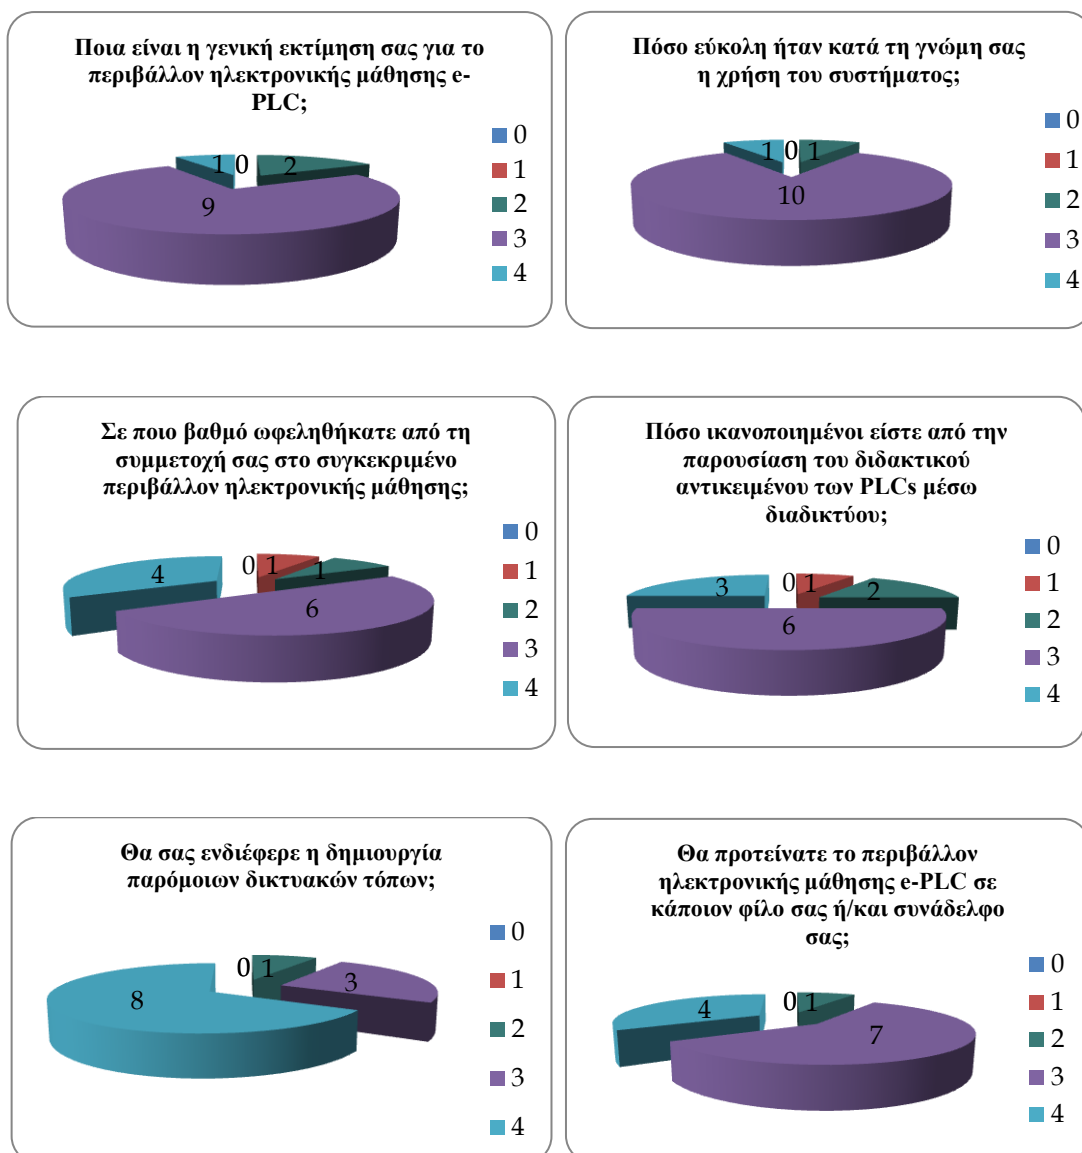 Ποια είναι η γενική εκτίμηση σας για το
περιβάλλον ηλεκτρονικής μάθησης e-
PLC;
1 0 2
9
0
1
2
3
4
Πόσο εύκολη ήταν κατά τη γνώμη σας
η χρήση του συστήματος;
1 0 1
10
0
1
2
3
4
Σε ποιο βαθμό ωφεληθήκατε από τη
συμμετοχή σας στο συγκεκριμένο
περιβάλλον ηλεκτρονικής μάθησης;
4 0 1 1
6
0
1
2
3
4
Πόσο ικανοποιημένοι είστε από την
παρουσίαση του διδακτικού
αντικειμένου των PLCs μέσω
διαδικτύου;
3 0 1 2
6
0
1
2
3
4
Θα σας ενδιέφερε η δημιουργία
παρόμοιων δικτυακών τόπων;
0 1 3
8
0
1
2
3
4
Θα προτείνατε το περιβάλλον
ηλεκτρονικής μάθησης e-PLC σε
κάποιον φίλο σας ή/και συνάδελφο
σας;
4 0 1
7
0
1
2
3
4